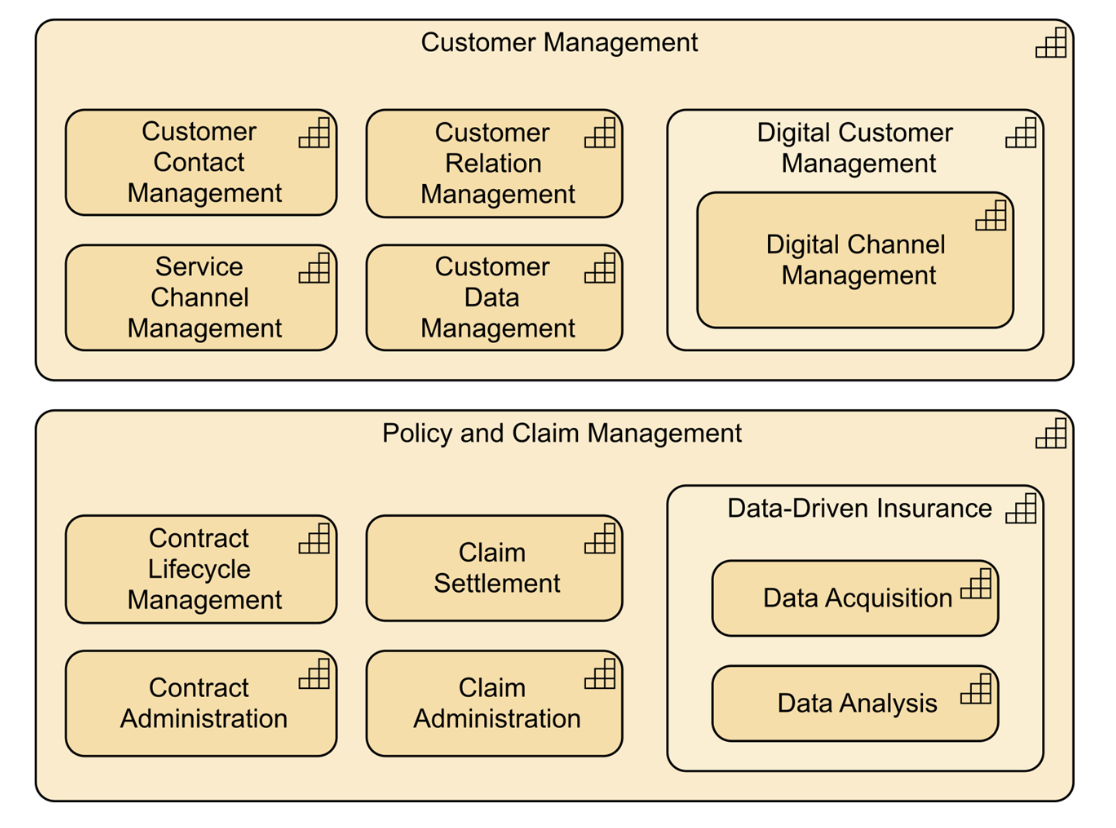 Customer Management
Customer
Contact
Management
Customer
Relation
Management
Digital Customer
Management
Digital Channel
Management
Service
Channel
Management
Customer
Data
Management
Policy and Claim Management
Contract
Lifecycle
Management
Claim
Settlement
Data-Driven Insurance
Data Acquisition
Contract
Administration
Claim
Administration
Data Analysis